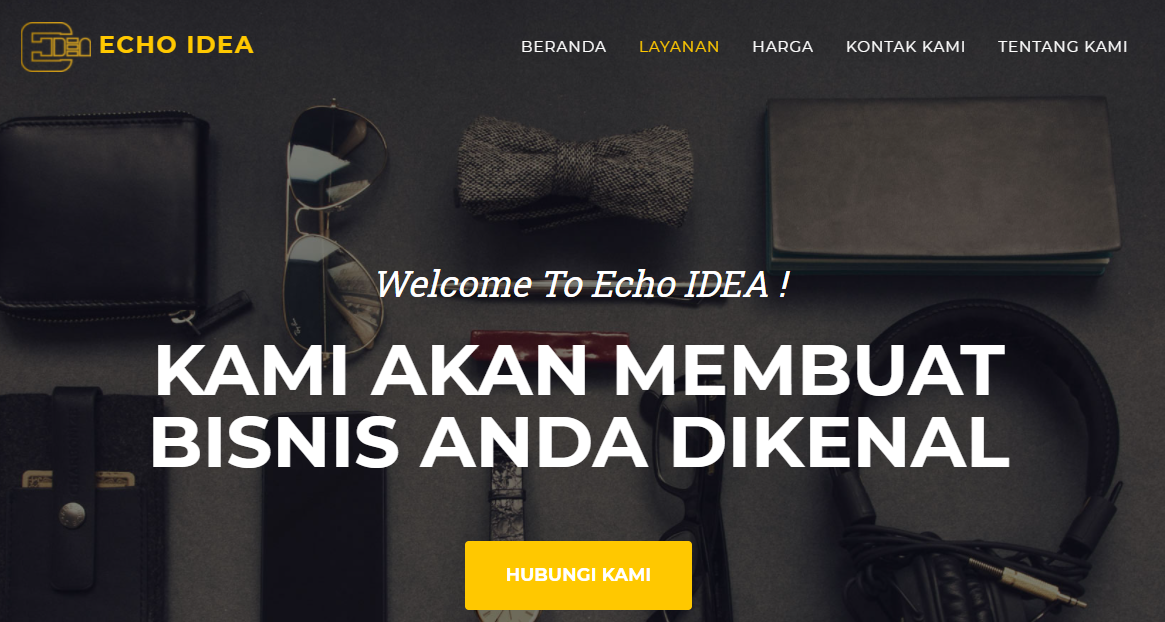 ECHO IDEA
BERANDA LAYANAN HARGA KONTAK KAMI TENTANG KAMI
Welcome To Echo IDEA !
KAMI AKAN MEMBUAT
BISNIS ANDA DIKENAL
HUBUNGI KAMI